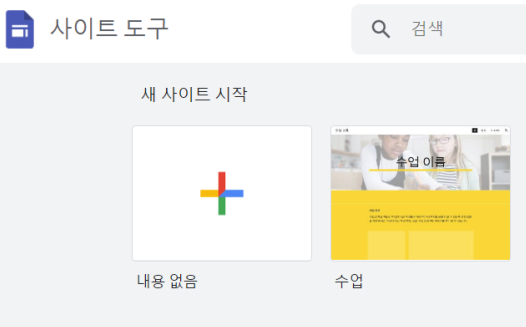 사이트 도구
검색
새 사이트 시작
수업 이름
내용 없음
수업